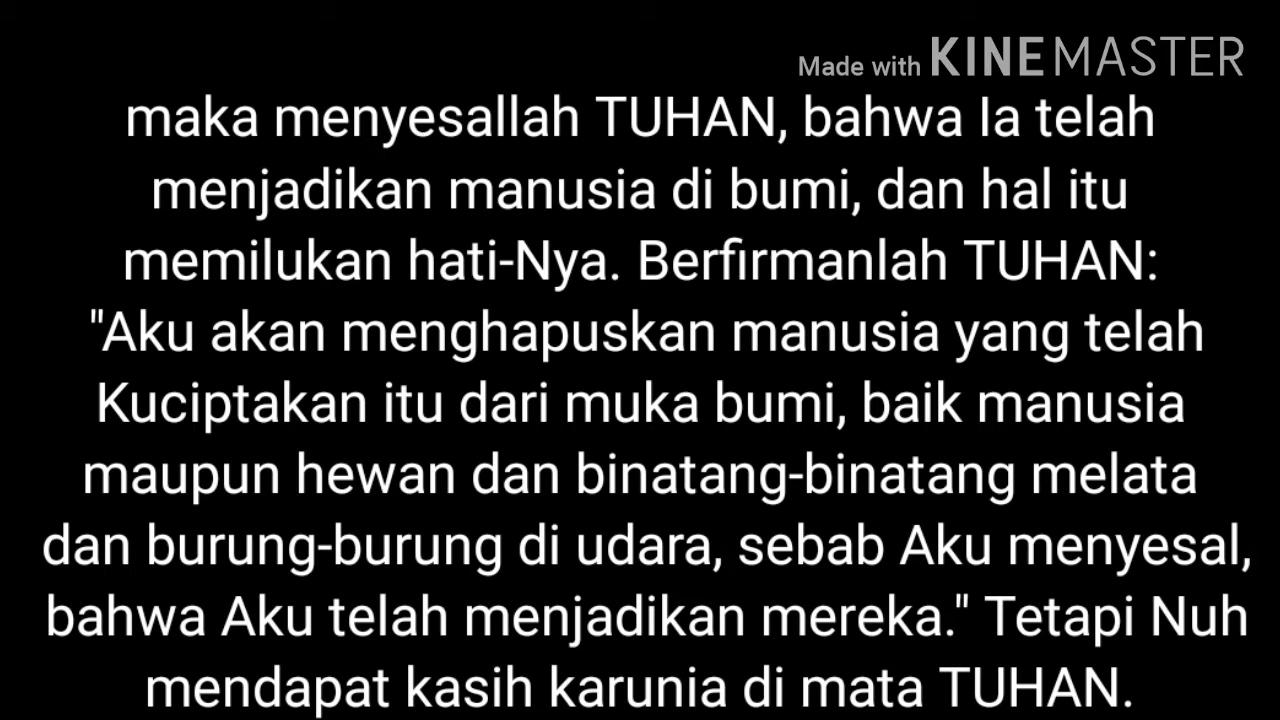 Made with KINEMASTER
maka menyesallah TUHAN, bahwa Ia telah
menjadikan manusia di bumi, dan hal itu
memilukan hati-Nya. Berfirmanlah TUHAN:
"Aku akan menghapuskan manusia yang telah
Kuciptakan itu dari muka bumi, baik manusia
maupun hewan dan binatang-binatang melata
dan burung-burung di udara, sebab Aku menyesal,
bahwa Aku telah menjadikan mereka." Tetapi Nuh
mendapat kasih karunia di mata TUHAN.